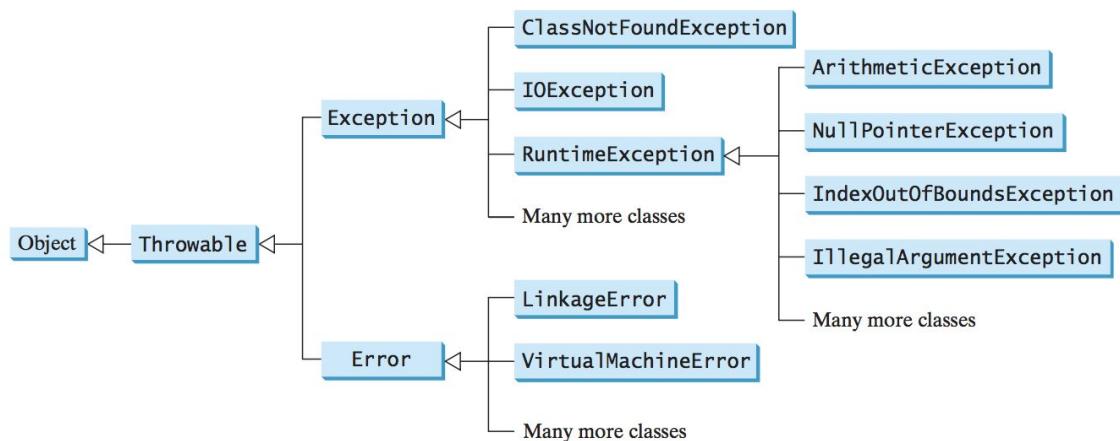 ClassNotFoundException
ArithmeticException
IOException
Exception
NullPointerException
RuntimeException
IndexOutOfBoundsException
Many more classes
Object
Throwable
IllegalArgumentException
LinkageError
Many more classes
Error
VirtualMachineError
Many more classes